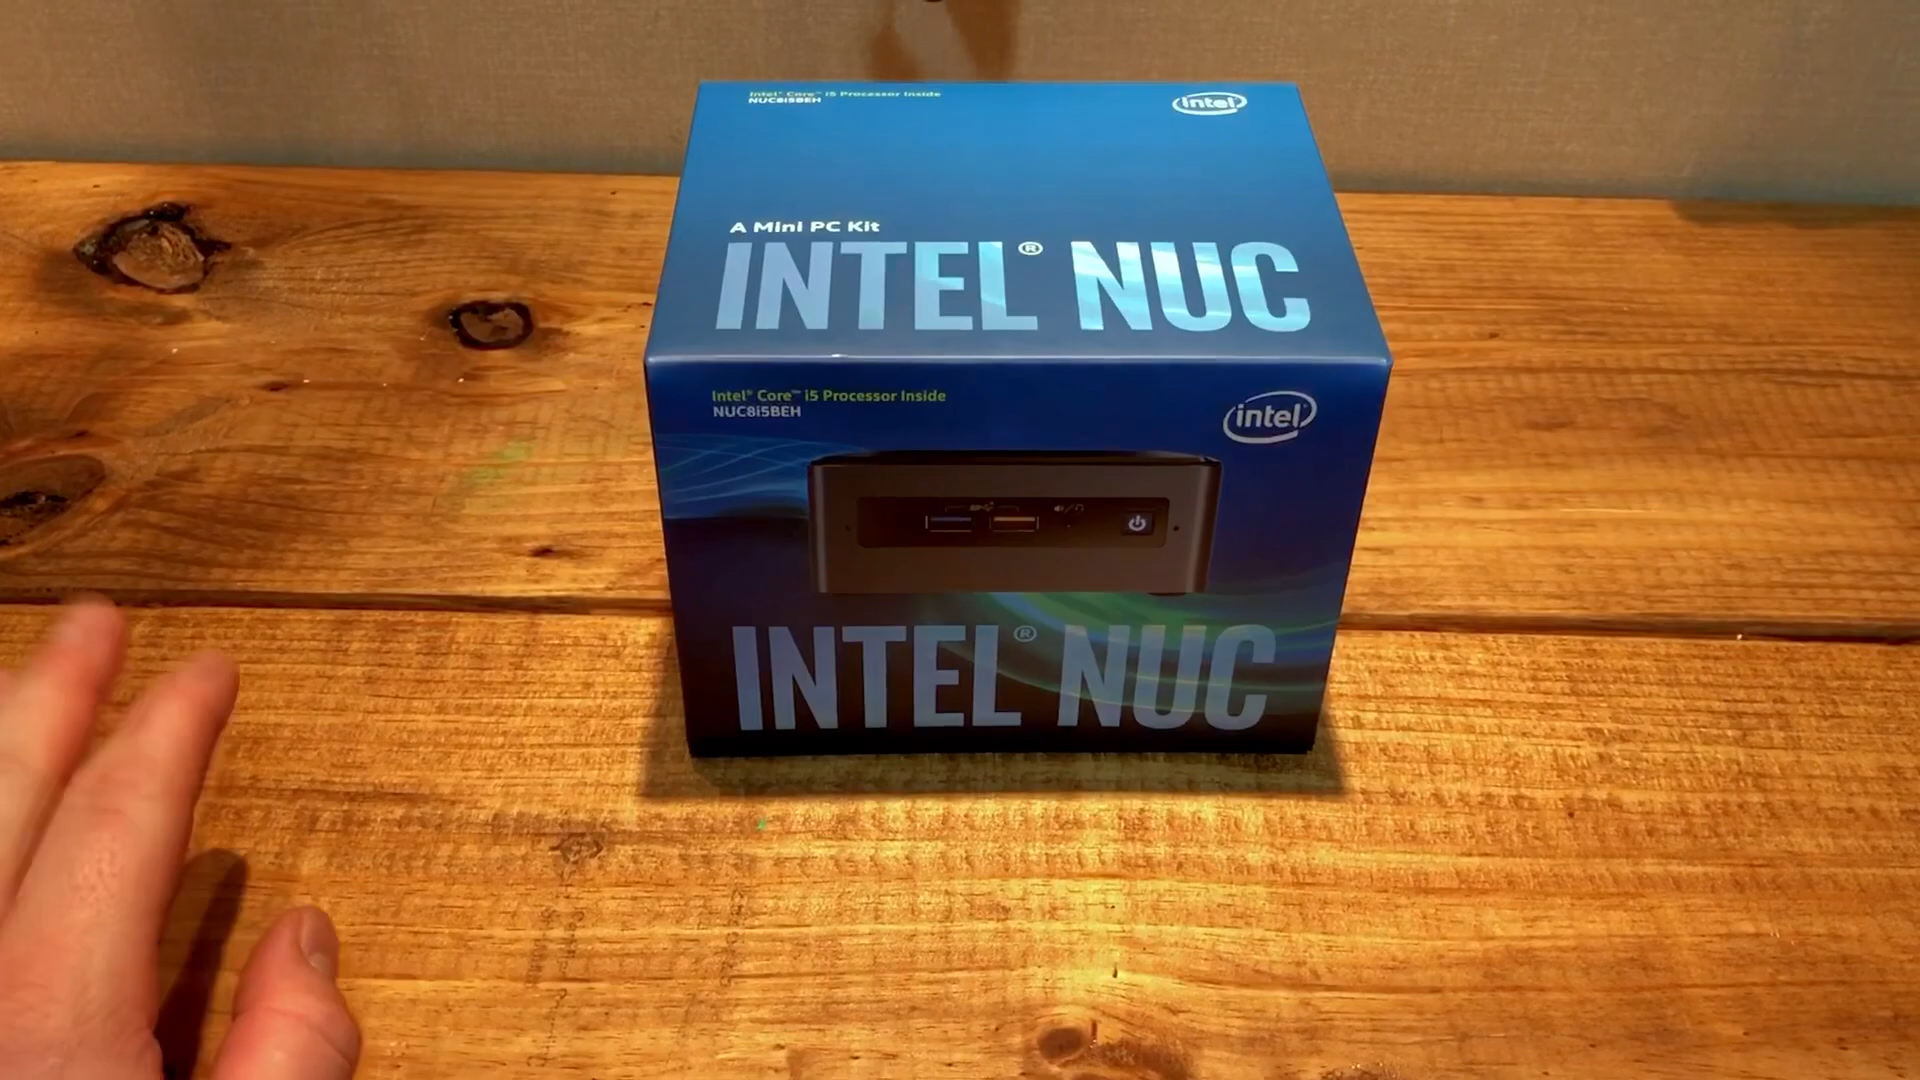 Intel® Core™ i5 Processor Inside
NUC8i5BEH
intel
A Mini PC Kit
INTEL® NUC
Intel® Core™ i5 Processor Inside
NUC8i5BEH
intel
INTEL® NUC